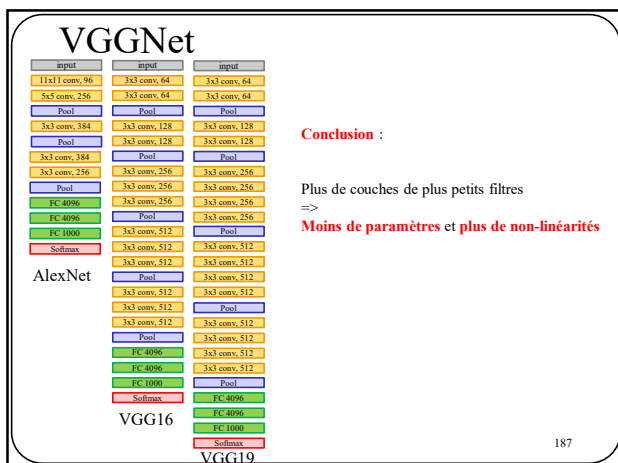 VGGNet
input
11x11 conv, 96
5x5 conv, 256
Pool
3x3 conv, 384
Pool
3x3 conv, 384
3x3 conv, 256
Pool
FC 4096
FC 4096
FC 1000
Softmax
AlexNet
input
3x3 conv, 64
3x3 conv, 64
Pool
3x3 conv, 128
3x3 conv, 128
Pool
3x3 conv, 256
3x3 conv, 256
3x3 conv, 256
Pool
3x3 conv, 512
3x3 conv, 512
3x3 conv, 512
Pool
3x3 conv, 512
3x3 conv, 512
3x3 conv, 512
Pool
FC 4096
FC 4096
FC 1000
Softmax
VGG16
input
3x3 conv, 64
3x3 conv, 64
Pool
3x3 conv, 128
3x3 conv, 128
Pool
3x3 conv, 256
3x3 conv, 256
3x3 conv, 256
3x3 conv, 256
Pool
3x3 conv, 512
3x3 conv, 512
3x3 conv, 512
3x3 conv, 512
Pool
3x3 conv, 512
3x3 conv, 512
3x3 conv, 512
3x3 conv, 512
Pool
FC 4096
FC 4096
FC 1000
Softmax
VGG19
Conclusion :
Plus de couches de plus petits filtres
=>
Moins de paramètres et plus de non-linéarités
187